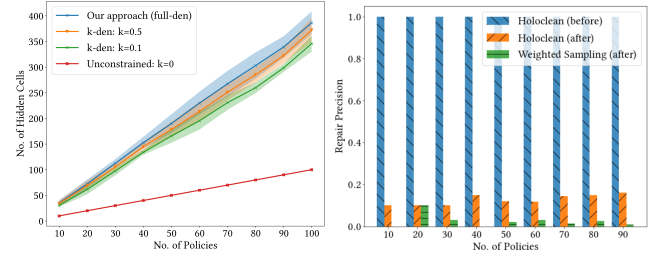 400
350
300
250
200
150
100
50
0
No. of Hidden Cells
Our approach (full-den)
k-den: k=0.5
k-den: k=0.1
Unconstrained: k=0
10 20 30 40 50 60 70 80 90 100
No. of Policies
1.0
0.8
0.6
0.4
0.2
0.0
Repair Precision
Holoclean (before)
Holoclean (after)
Weighted Sampling (after)
10 20 30 40 50 60 70 80 90
No. of Policies